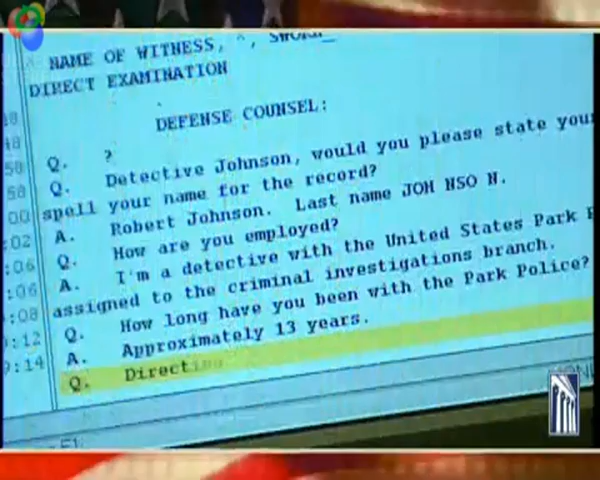 NAME OF WITNESS, ^, SWORN
DIRECT EXAMINATION
DEFENSE COUNSEL:
Q. ?
Q. Detective Johnson, would you please state your
spell your name for the record?
A. Robert Johnson. Last name JOH NSO N.
Q. How are you employed?
A. I'm a detective with the United States Park P
assigned to the criminal investigations branch.
Q. How long have you been with the Park Police?
A. Approximately 13 years.
Q. Directing